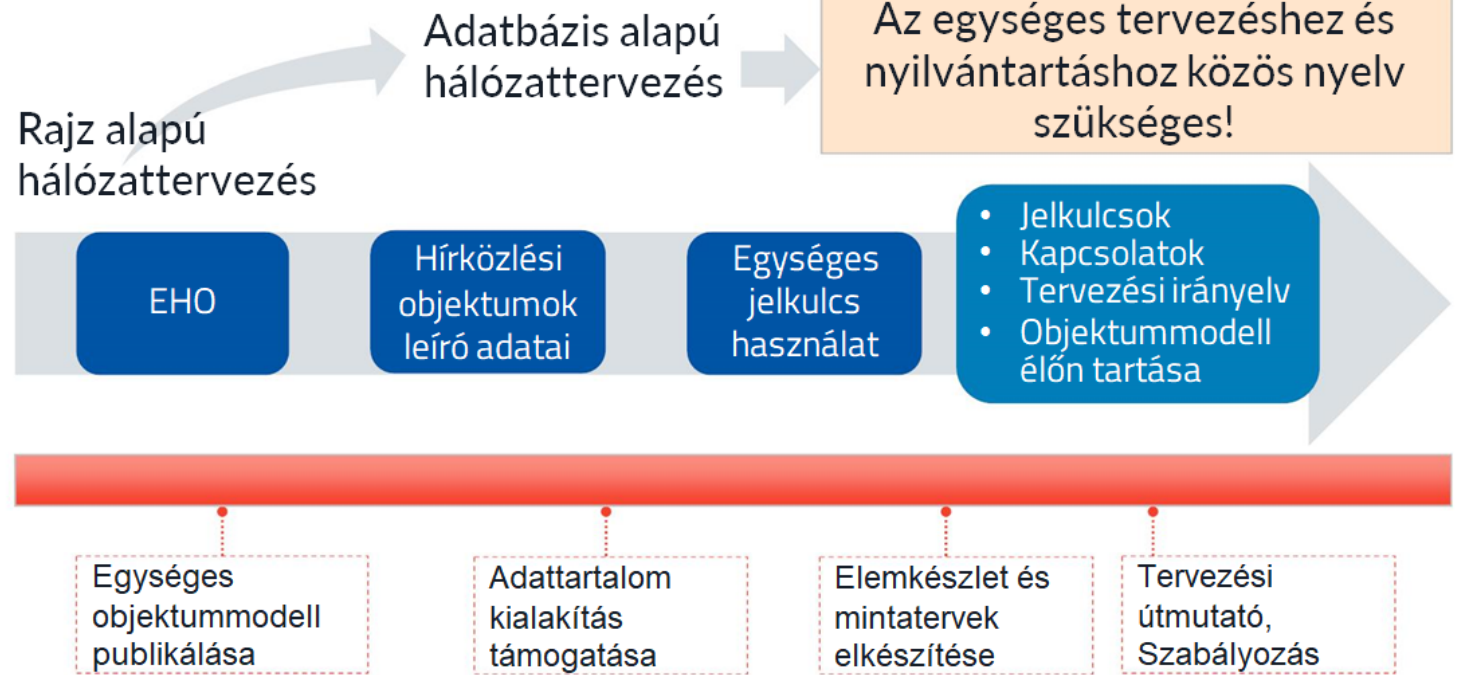 Az egységes tervezéshez és
nyilvántartáshoz közös nyelv
szükséges!
Adatbázis alapú
hálózattervezés
Rajz alapú
hálózattervezés
EHO
Hírközlési
objektumok
leíró adatai
Egységes
jelkulcs
használat
• Jelkulcsok
• Kapcsolatok
• Tervezési irányelv
• Objektummodell
élőn tartása
Egységes
objektummodell
publikálása
Adattartalom
kialakítás
támogatása
Elemkészlet és
mintatervek
elkészítése
Tervezési
útmutató,
Szabályozás